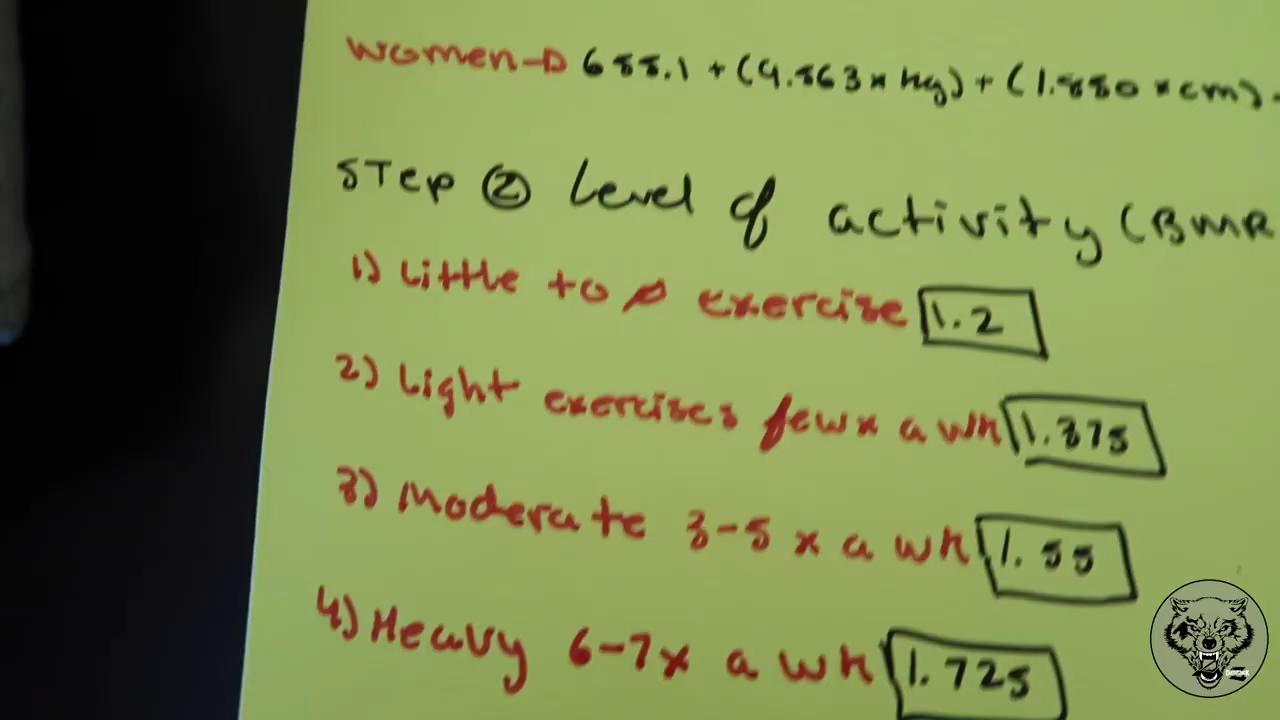 women → 655.1 + (9.563 x kg) + (1.850 x cm) -
STep ② Level of activity (BMR
1) Little to ø exercise 1.2
2) Light exercises few x a wk 1.375
3) Moderate 3-5 x a wk 1.55
4) Heavy 6-7x a wk 1.725